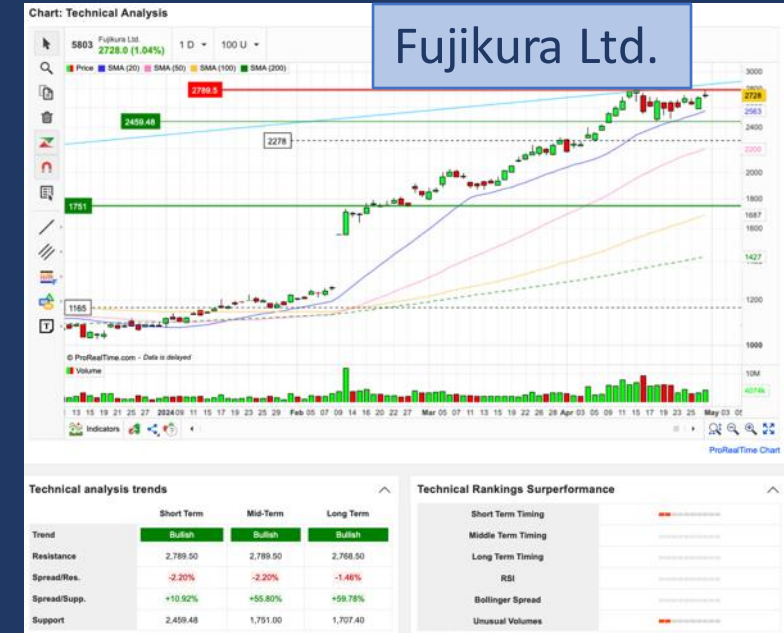 Chart: Technical Analysis
Fujikura Ltd.
5803 Fujikura Ltd. 2728.0 (1.04%) 1 D 100 U
Price SMA (20) SMA (50) SMA (100) SMA (200)
3000
2789.5
2728
2563
2459.48
2400
2278
2200
2000
1800
1751
1687
1600
1427
1200
1165
1000
© ProRealTime.com - Data is delayed
Volume
10M
4074k
13 15 19 21 25 27 2024 09 11 15 17 19 23 25 29 Feb 05 07 09 14 16 20 22 27 Mar 05 07 11 13 15 19 22 26 28 Apr 03 05 09 11 15 17 19 23 25 May 03
Indicators
ProRealTime Chart
Technical analysis trends
Short Term Mid-Term Long Term
Trend Bullish Bullish Bullish
Resistance 2,789.50 2,789.50 2,768.50
Spread/Res. -2.20% -2.20% -1.46%
Spread/Supp. +10.92% +55.80% +59.78%
Support 2,459.48 1,751.00 1,707.40
Technical Rankings Surperformance
Short Term Timing
Middle Term Timing
Long Term Timing
RSI
Bollinger Spread
Unusual Volumes